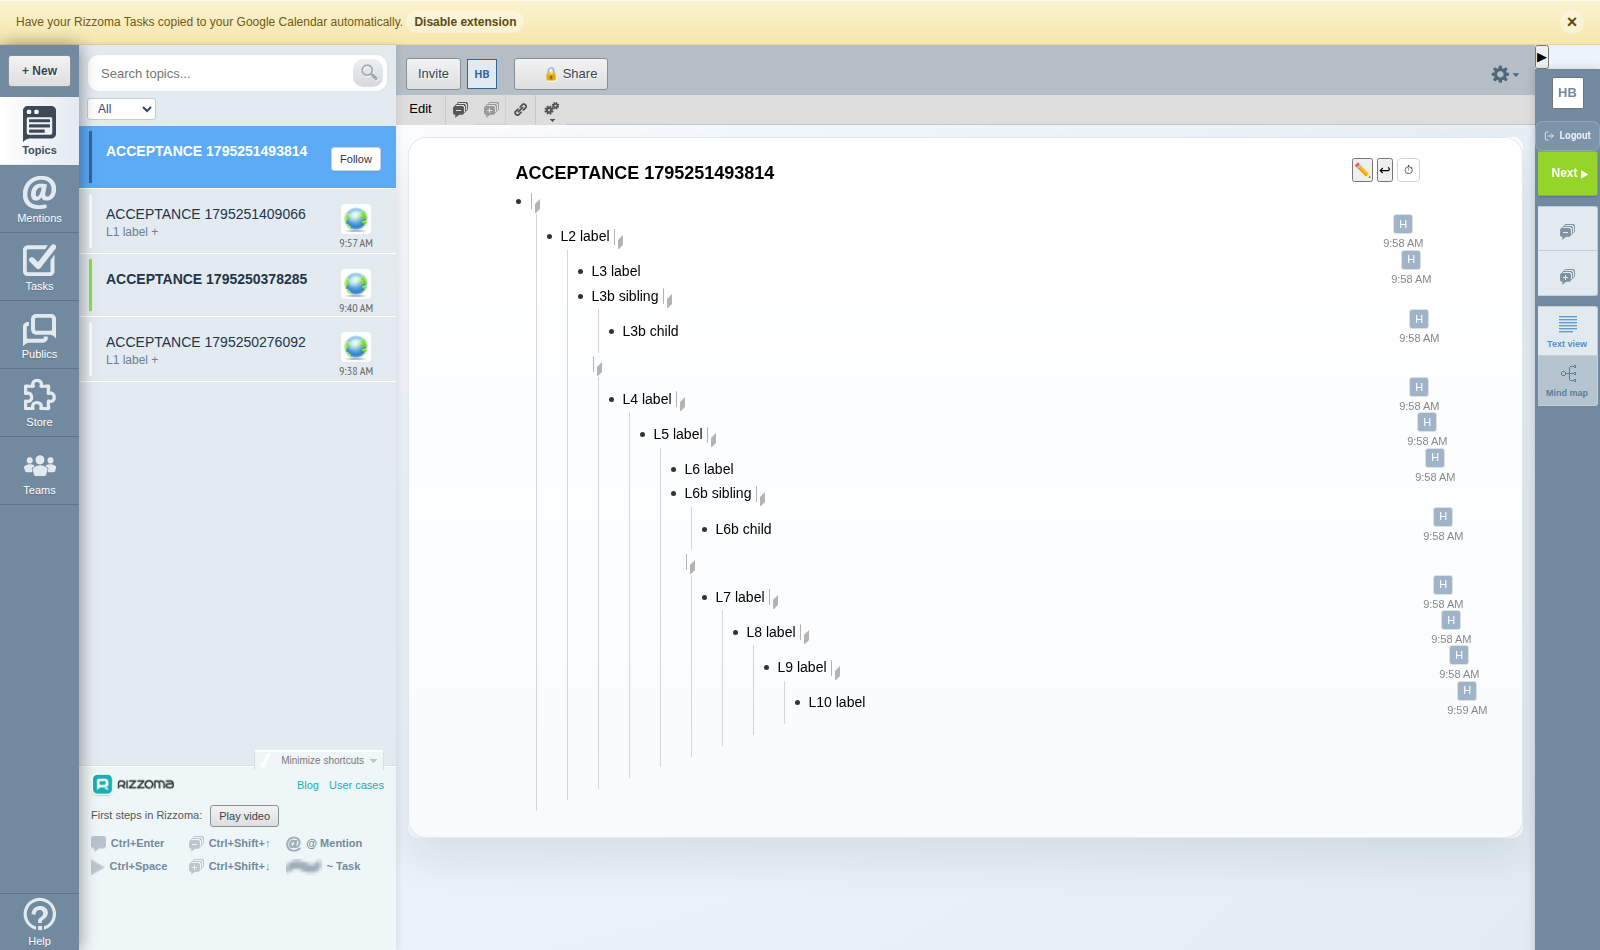 Have your Rizzoma Tasks copied to your Google Calendar automatically. Disable extension ×
+ New
Topics
Mentions
Tasks
Publics
Store
Teams
Help
Search topics...
All
ACCEPTANCE 1795251493814
Follow
ACCEPTANCE 1795251409066
L1 label +
9:57 AM
ACCEPTANCE 1795250378285
9:40 AM
ACCEPTANCE 1795250276092
L1 label +
9:38 AM
Minimize shortcuts
RIZZOMA
Blog User cases
First steps in Rizzoma: Play video
Ctrl+Enter Ctrl+Shift+↑ @ @ Mention
Ctrl+Space Ctrl+Shift+↓ ~ Task
Invite HB Share
Edit
ACCEPTANCE 1795251493814
• L2 label H
9:58 AM
• L3 label H
9:58 AM
• L3b sibling
• L3b child H
9:58 AM
• L4 label H
9:58 AM
• L5 label H
9:58 AM
• L6 label H
9:58 AM
• L6b sibling
• L6b child H
9:58 AM
• L7 label H
9:58 AM
• L8 label H
9:58 AM
• L9 label H
9:58 AM
• L10 label H
9:59 AM
HB
Logout
Next
Text view
Mind map